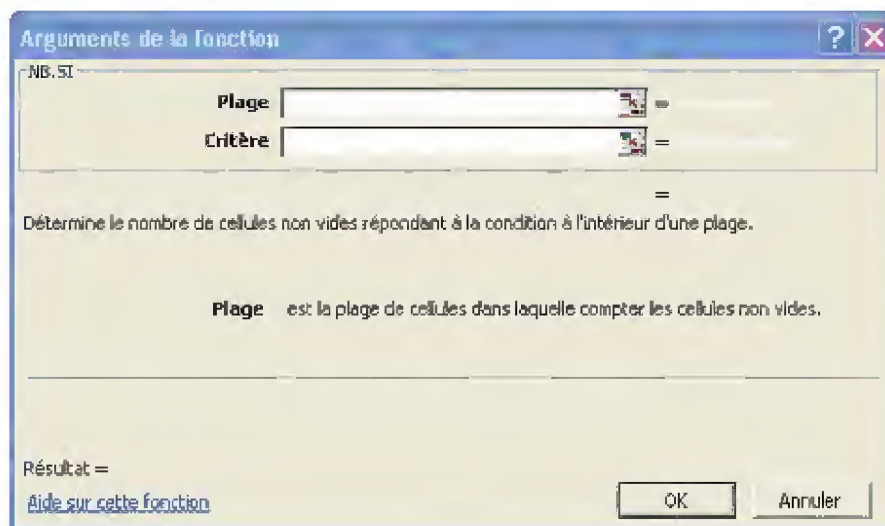 Arguments de la fonction
NB.SI
Plage =
Critère =
=
Détermine le nombre de cellules non vides répondant à la condition à l'intérieur d'une plage.
Plage est la plage de cellules dans laquelle compter les cellules non vides.
Résultat =
Aide sur cette fonction OK Annuler